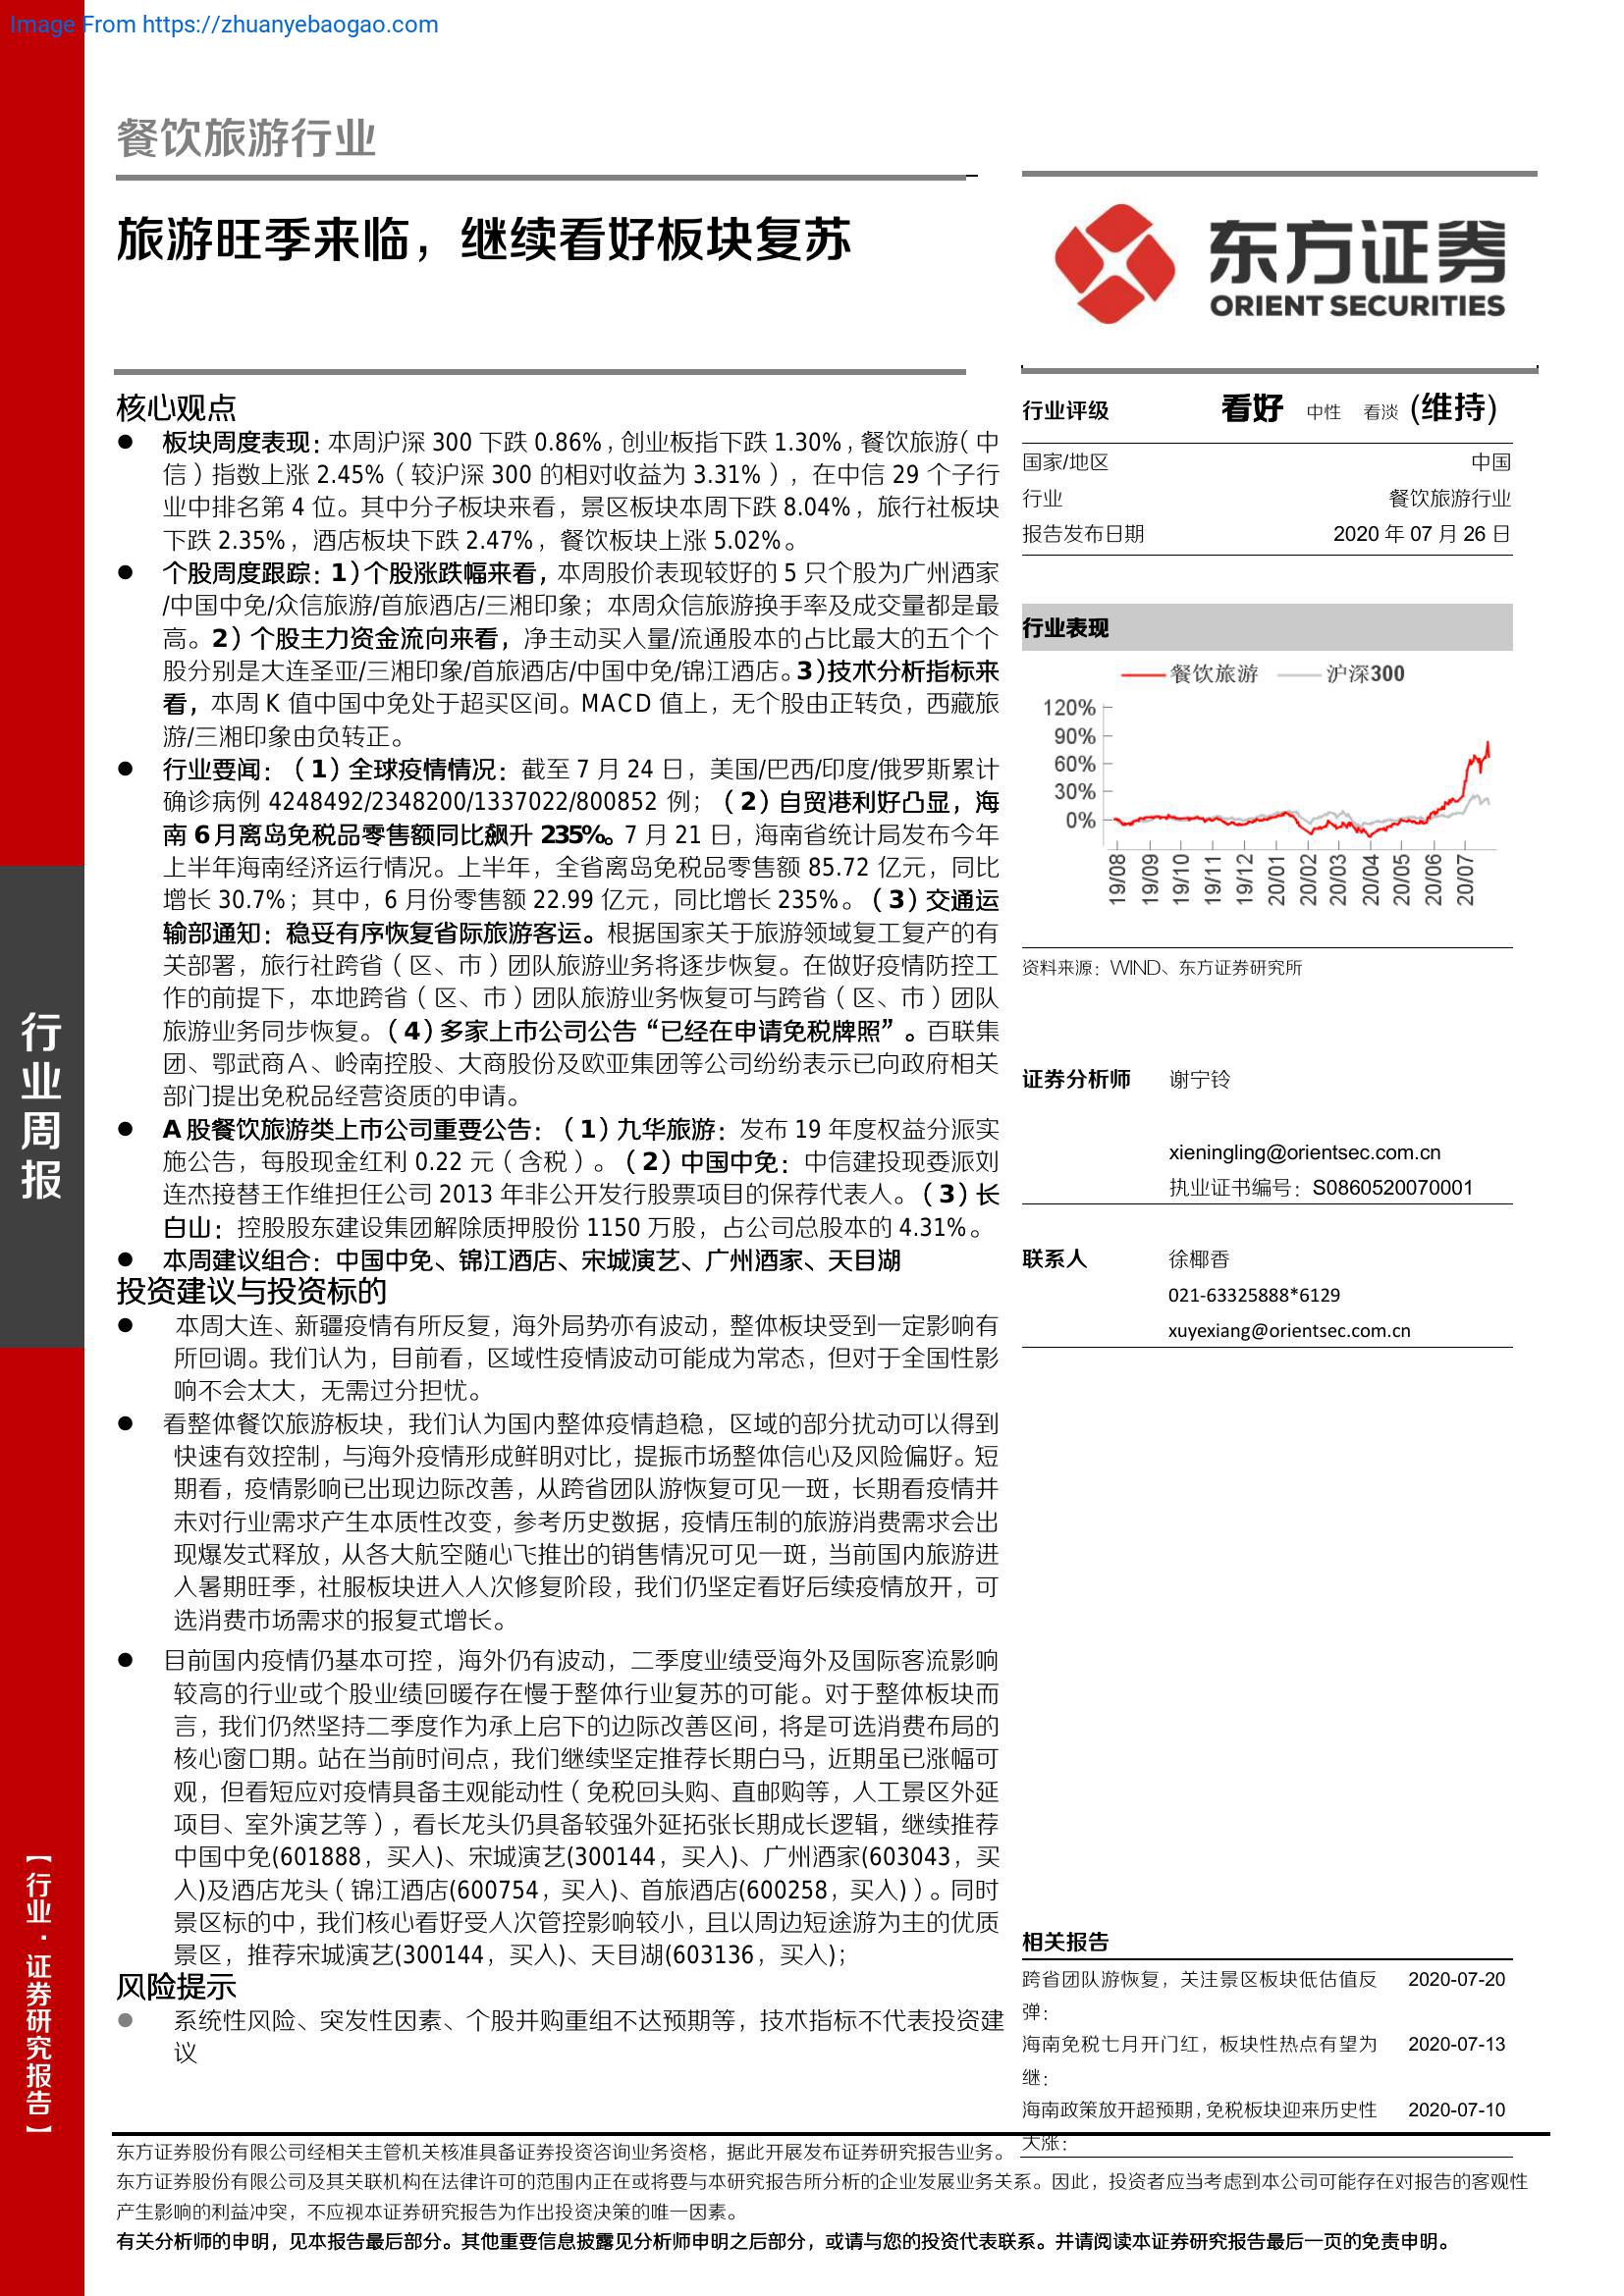 Image From https://zhuanyebaogao.com
餐饮旅游行业
旅游旺季来临，继续看好板块复苏
东方证券
ORIENT SECURITIES
核心观点
● 板块周度表现：本周沪深 300 下跌 0.86%，创业板指下跌 1.30%，餐饮旅游（中
信）指数上涨 2.45%（较沪深 300 的相对收益为 3.31%），在中信 29 个子行
业中排名第 4 位。其中分子板块来看，景区板块本周下跌 8.04%，旅行社板块
下跌 2.35%，酒店板块下跌 2.47%，餐饮板块上涨 5.02%。
● 个股周度跟踪：1）个股涨跌幅来看，本周股价表现较好的 5 只个股为广州酒家
/中国中免/众信旅游/首旅酒店/三湘印象；本周众信旅游换手率及成交量都是最
高。2）个股主力资金流向来看，净主动买入量/流通股本的占比最大的五个个
股分别是大连圣亚/三湘印象/首旅酒店/中国中免/锦江酒店。3）技术分析指标来
看，本周 K 值中国中免处于超买区间。MACD 值上，无个股由正转负，西藏旅
游/三湘印象由负转正。
● 行业要闻：（1）全球疫情情况：截至 7 月 24 日，美国/巴西/印度/俄罗斯累计
确诊病例 4248492/2348200/1337022/800852 例；（2）自贸港利好凸显，海
南 6 月离岛免税品零售额同比飙升 235%。7 月 21 日，海南省统计局发布今年
上半年海南经济运行情况。上半年，全省离岛免税品零售额 85.72 亿元，同比
增长 30.7%；其中，6 月份零售额 22.99 亿元，同比增长 235%。（3）交通运
输部通知：稳妥有序恢复省际旅游客运。根据国家关于旅游领域复工复产的有
关部署，旅行社跨省（区、市）团队旅游业务将逐步恢复。在做好疫情防控工
作的前提下，本地跨省（区、市）团队旅游业务恢复可与跨省（区、市）团队
旅游业务同步恢复。（4）多家上市公司公告“已经在申请免税牌照”。百联集
团、鄂武商A、岭南控股、大商股份及欧亚集团等公司纷纷表示已向政府相关
部门提出免税品经营资质的申请。
● A 股餐饮旅游类上市公司重要公告：（1）九华旅游：发布 19 年度权益分派实
施公告，每股现金红利 0.22 元（含税）。（2）中国中免：中信建投现委派刘
连杰接替王作维担任公司 2013 年非公开发行股票项目的保荐代表人。（3）长
白山：控股股东建设集团解除质押股份 1150 万股，占公司总股本的 4.31%。
● 本周建议组合：中国中免、锦江酒店、宋城演艺、广州酒家、天目湖
投资建议与投资标的
● 本周大连、新疆疫情有所反复，海外局势亦有波动，整体板块受到一定影响有
所回调。我们认为，目前看，区域性疫情波动可能成为常态，但对于全国性影
响不会太大，无需过分担忧。
● 看整体餐饮旅游板块，我们认为国内整体疫情趋稳，区域的部分扰动可以得到
快速有效控制，与海外疫情形成鲜明对比，提振市场整体信心及风险偏好。短
期看，疫情影响已出现边际改善，从跨省团队游恢复可见一斑，长期看疫情并
未对行业需求产生本质性改变，参考历史数据，疫情压制的旅游消费需求会出
现爆发式释放，从各大航空随心飞推出的销售情况可见一斑，当前国内旅游进
入暑期旺季，社服板块进入人次修复阶段，我们仍坚定看好后续疫情放开，可
选消费市场需求的报复式增长。
● 目前国内疫情仍基本可控，海外仍有波动，二季度业绩受海外及国际客流影响
较高的行业或个股业绩回暖存在慢于整体行业复苏的可能。对于整体板块而
言，我们仍然坚持二季度作为承上启下的边际改善区间，将是可选消费布局的
核心窗口期。站在当前时间点，我们继续坚定推荐长期白马，近期虽已涨幅可
观，但看短应对疫情具备主观能动性（免税回头购、直邮购等，人工景区外延
项目、室外演艺等），看长龙头仍具备较强外延拓张长期成长逻辑，继续推荐
中国中免(601888，买入)、宋城演艺(300144，买入)、广州酒家(603043，买
入)及酒店龙头（锦江酒店(600754，买入)、首旅酒店(600258，买入)）。同时
景区标的中，我们核心看好受人次管控影响较小，且以周边短途游为主的优质
景区，推荐宋城演艺(300144，买入)、天目湖(603136，买入)；
风险提示
● 系统性风险、突发性因素、个股并购重组不达预期等，技术指标不代表投资建
议
行业评级 看好 中性 看淡 (维持)
国家/地区 中国
行业 餐饮旅游行业
报告发布日期 2020 年 07 月 26 日
行业表现
餐饮旅游 沪深300
120%
90%
60%
30%
0%
19/08 19/09 19/10 19/11 19/12 20/01 20/02 20/03 20/04 20/05 20/06 20/07
资料来源：WIND、东方证券研究所
证券分析师 谢宁铃
xieningling@orientsec.com.cn
执业证书编号：S0860520070001
联系人 徐椰香
021-63325888*6129
xuyexiang@orientsec.com.cn
相关报告
跨省团队游恢复，关注景区板块低估值反 2020-07-20
弹：
海南免税七月开门红，板块性热点有望为 2020-07-13
继：
海南政策放开超预期，免税板块迎来历史性 2020-07-10
大涨：
行业周报
【行业·证券研究报告】
东方证券股份有限公司经相关主管机关核准具备证券投资咨询业务资格，据此开展发布证券研究报告业务。
东方证券股份有限公司及其关联机构在法律许可的范围内正在或将要与本研究报告所分析的企业发展业务关系。因此，投资者应当考虑到本公司可能存在对报告的客观性
产生影响的利益冲突，不应视本证券研究报告为作出投资决策的唯一因素。
有关分析师的申明，见本报告最后部分。其他重要信息披露见分析师申明之后部分，或请与您的投资代表联系。并请阅读本证券研究报告最后一页的免责申明。